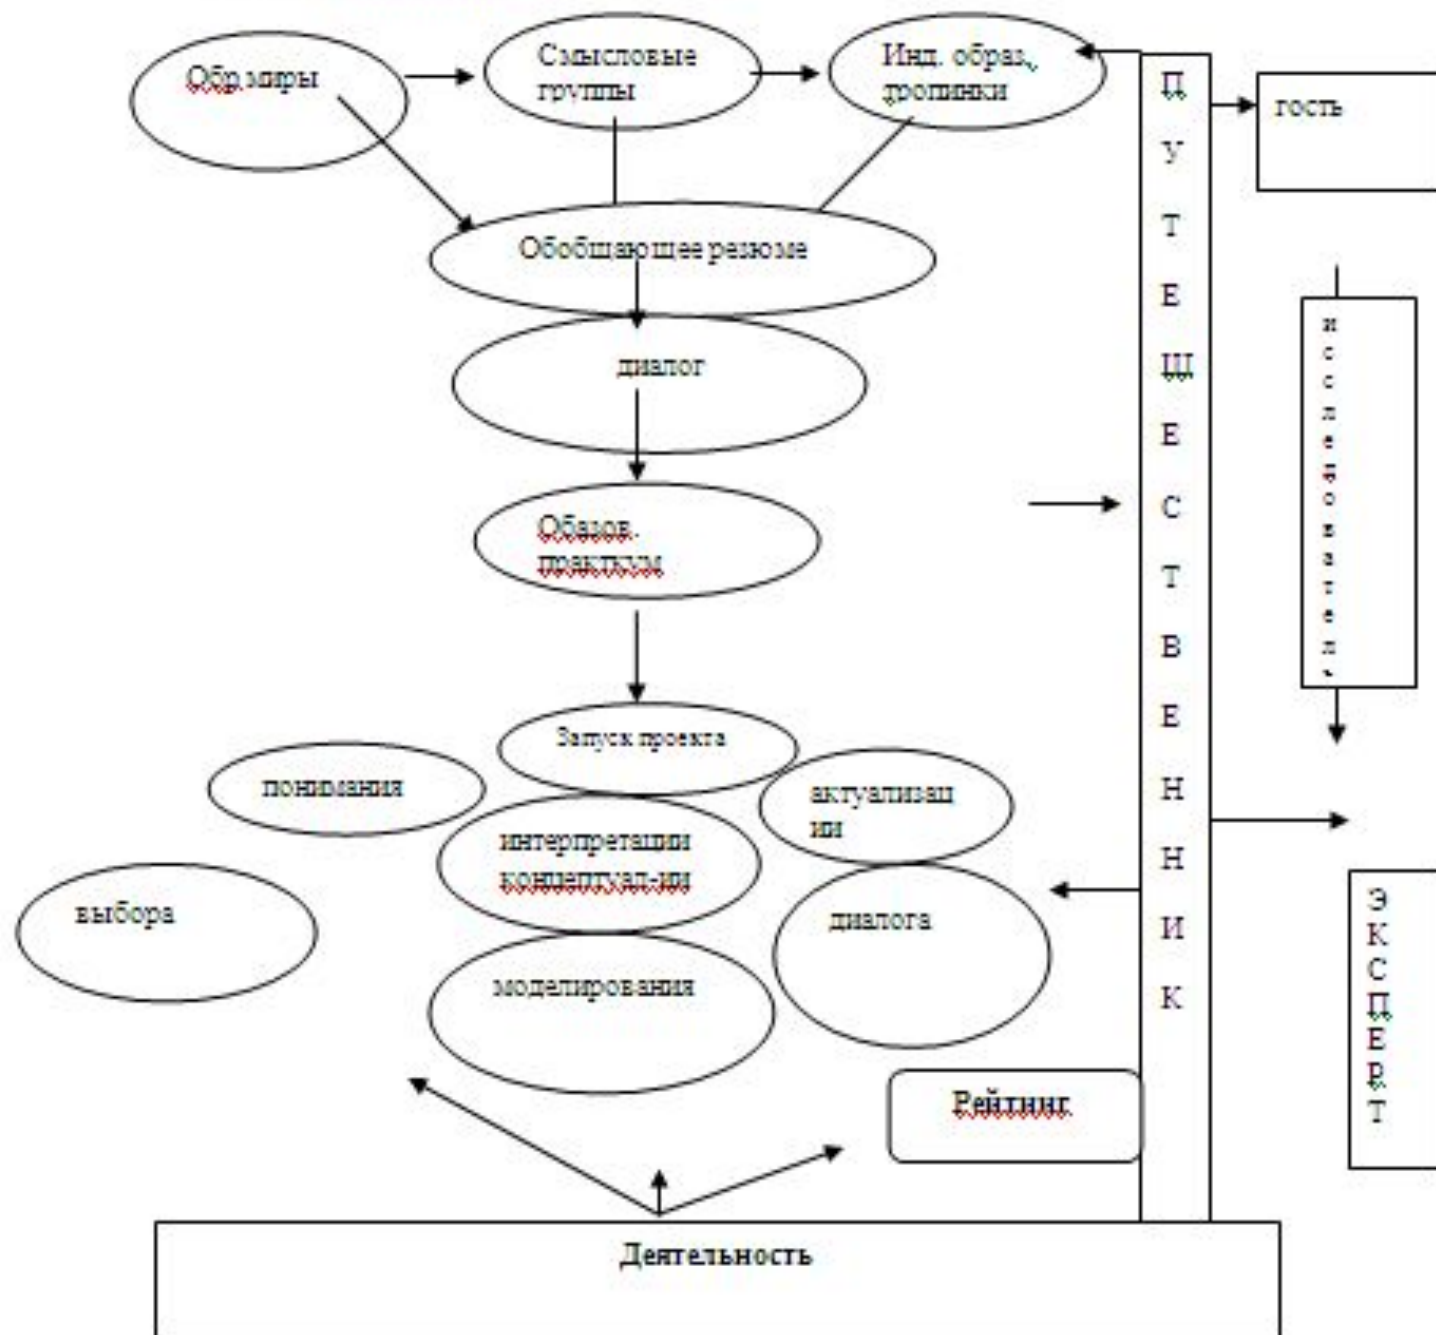 Обр миры
Смысловые
группы
Инд. образ.
тропинки
Обобщающее резюме
диалог
Обазов.
практкум
Запуск проекта
понимания
актуализац
ии
интерпретации
концептуал-ии
выбора
диалога
моделирования
Рейтинг
Деятельность
П
У
Т
Е
Ш
Е
С
Т
В
Е
Н
Н
И
К
гость
и
с
с
л
е
д
о
в
а
т
е
л
ь
Э
К
С
П
Е
Р
Т